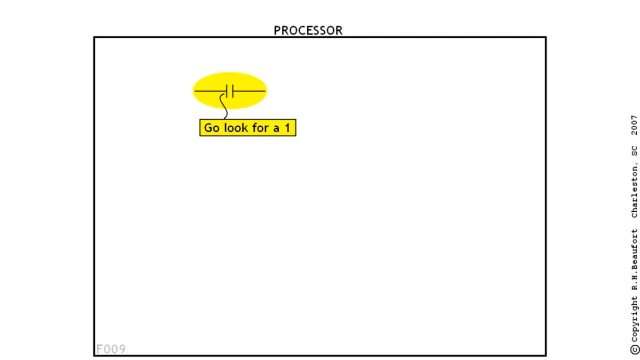 PROCESSOR
Go look for a 1
F009
© Copyright R.H.Beaufort Charleston, SC 2007